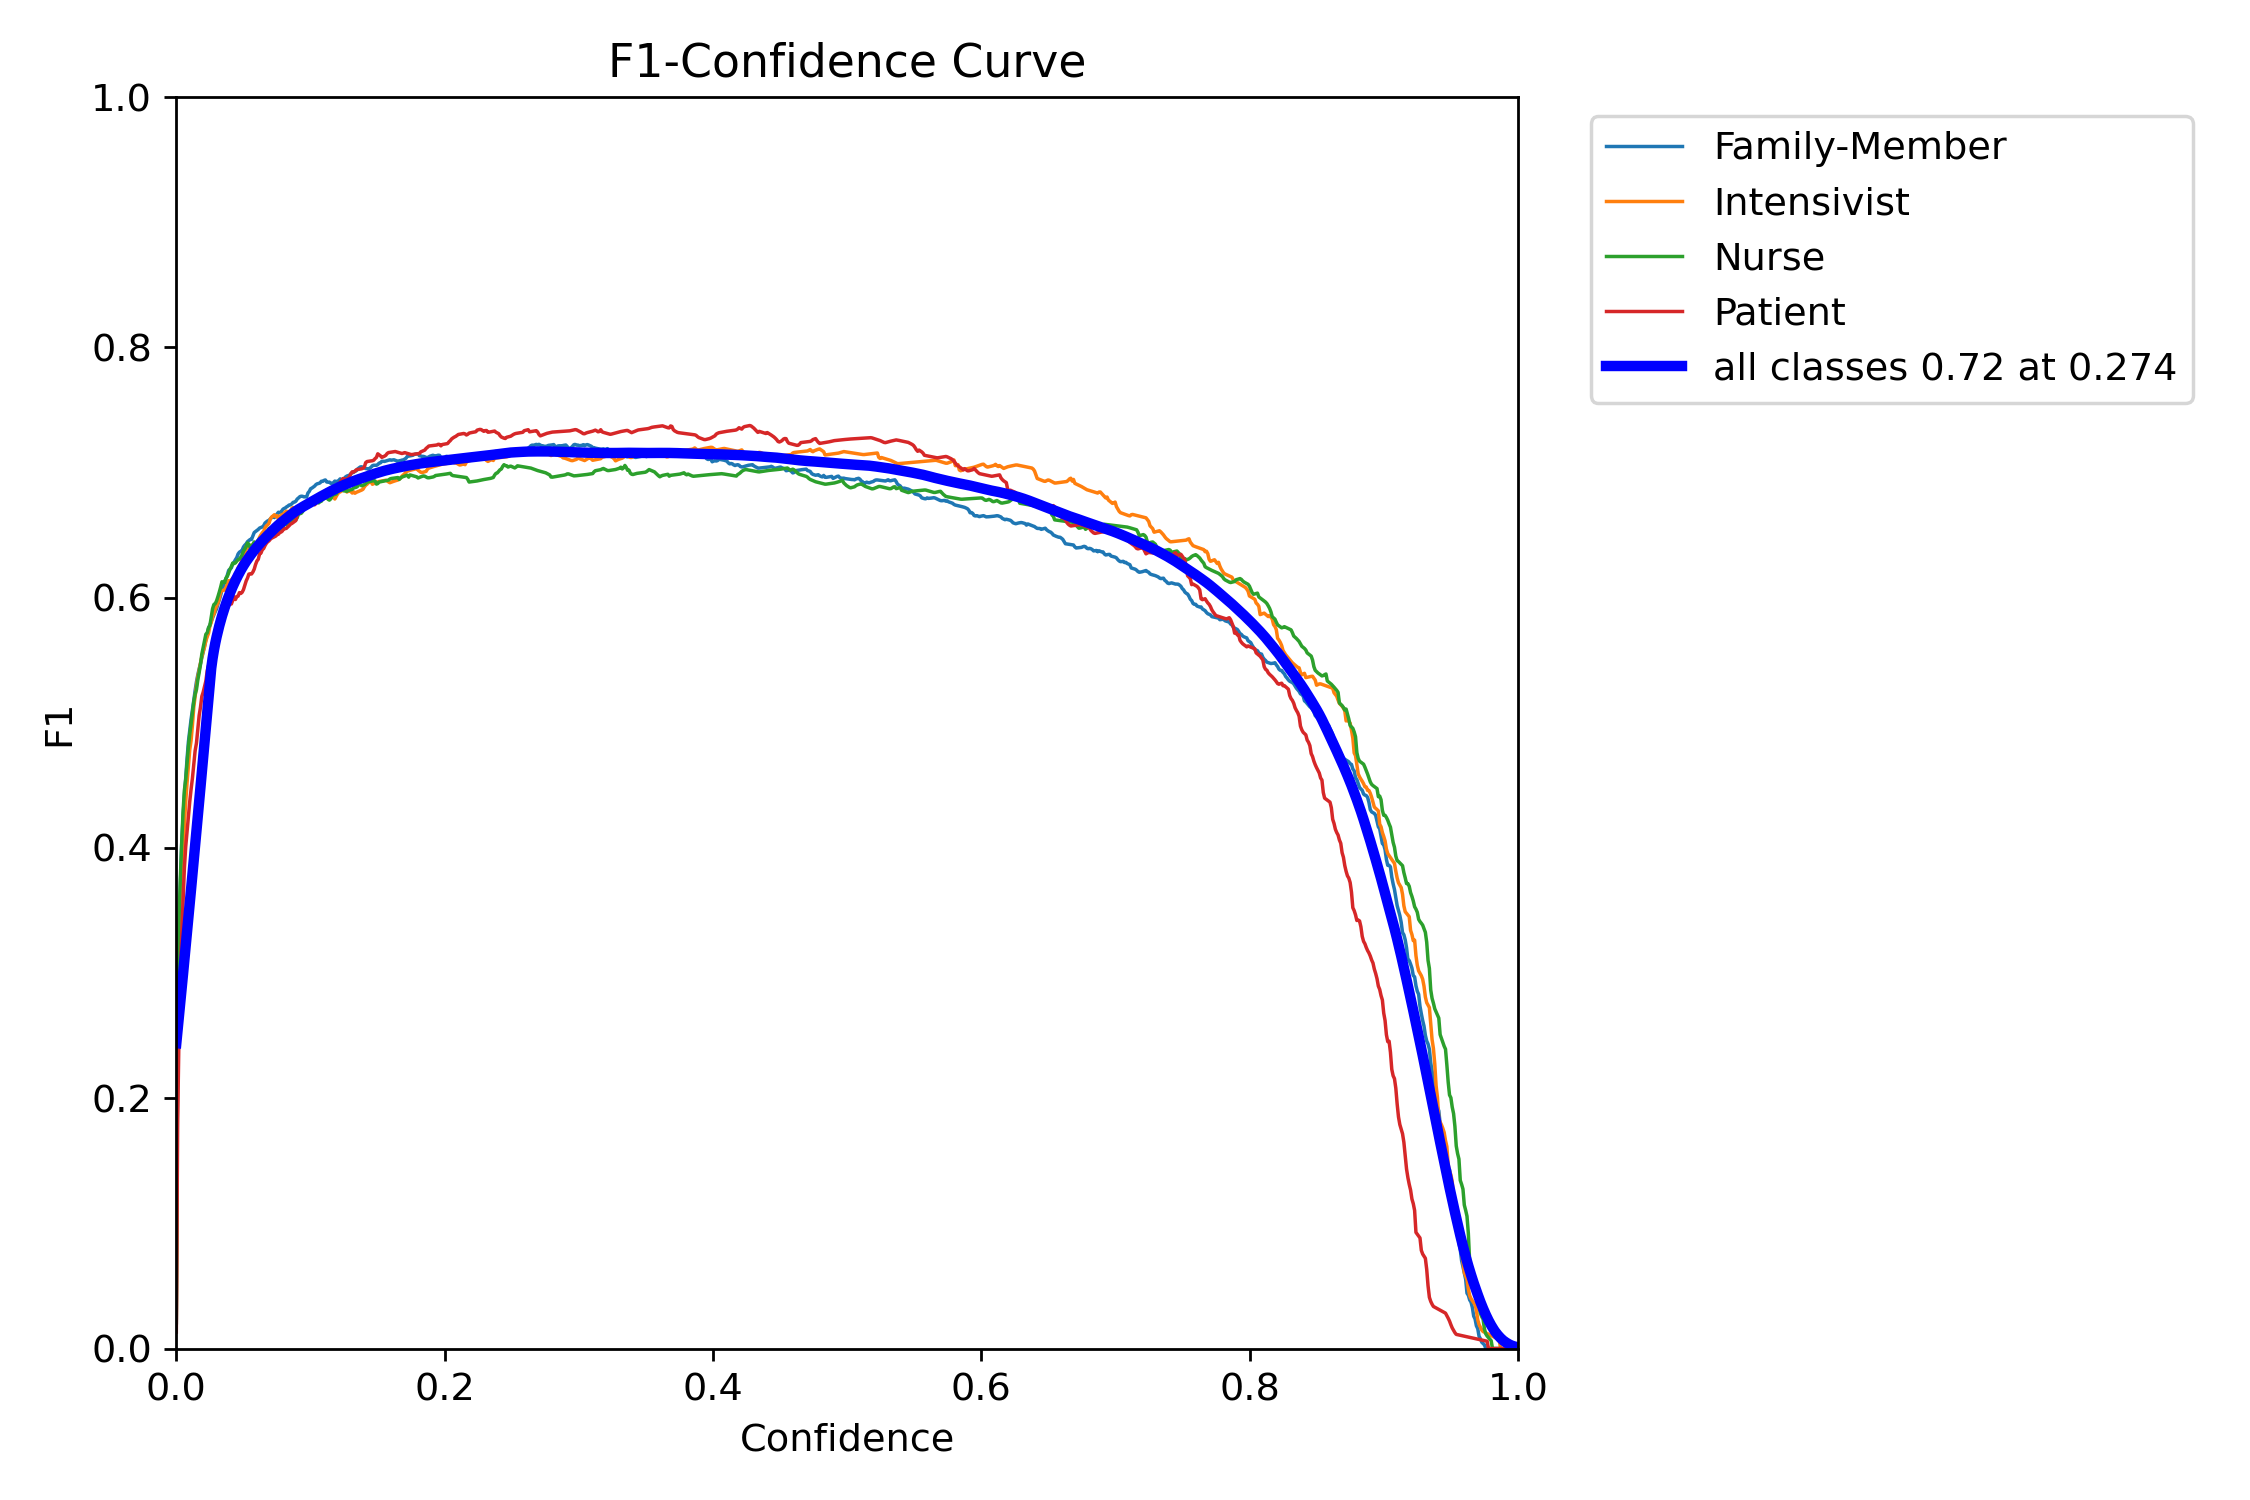 F1-Confidence Curve
1.0
0.8
0.6
0.4
0.2
0.0
F1
0.0 0.2 0.4 0.6 0.8 1.0
Confidence
Family-Member
Intensivist
Nurse
Patient
all classes 0.72 at 0.274